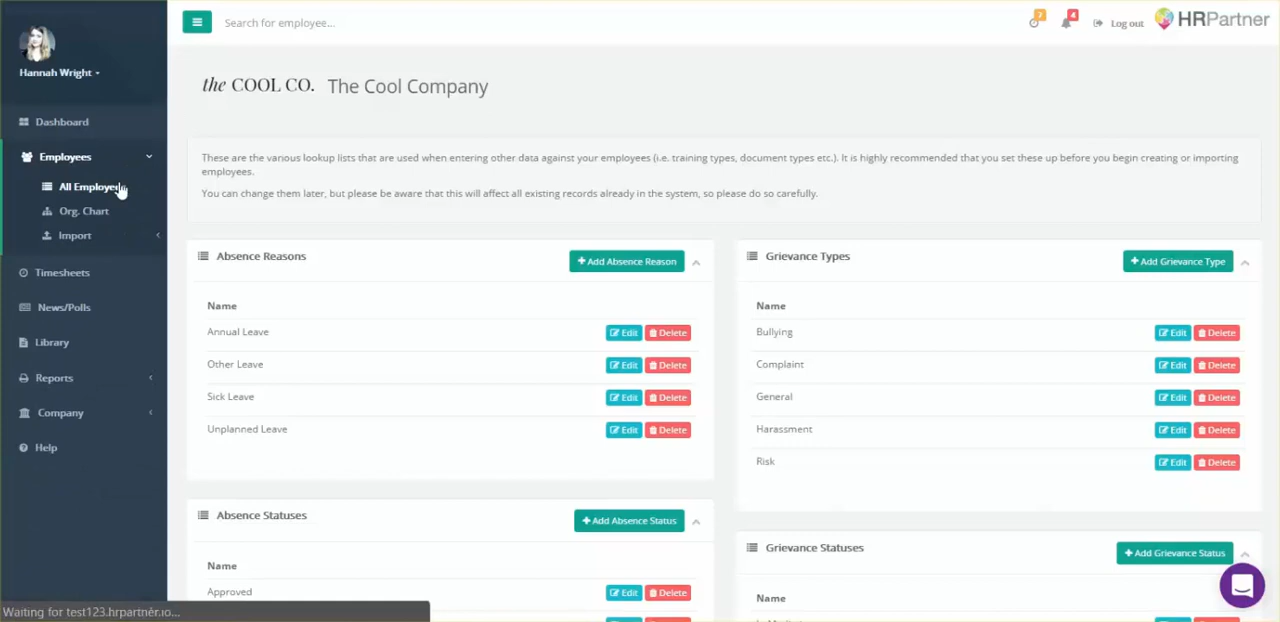 Search for employee...
7
4
Log out
HRPartner
Hannah Wright
Dashboard
Employees
All Employees
Org. Chart
Import
Timesheets
News/Polls
Library
Reports
Company
Help
the COOL CO. The Cool Company
These are the various lookup lists that are used when entering other data against your employees (i.e. training types, document types etc.). It is highly recommended that you set these up before you begin creating or importing
employees.
You can change them later, but please be aware that this will affect all existing records already in the system, so please do so carefully.
Absence Reasons
+ Add Absence Reason
Name
Annual Leave Edit Delete
Other Leave Edit Delete
Sick Leave Edit Delete
Unplanned Leave Edit Delete
Absence Statuses
+ Add Absence Status
Name
Approved Edit Delete
Grievance Types
+ Add Grievance Type
Name
Bullying Edit Delete
Complaint Edit Delete
General Edit Delete
Harassment Edit Delete
Risk Edit Delete
Grievance Statuses
+ Add Grievance Status
Name
Waiting for test123.hrpartner.io...